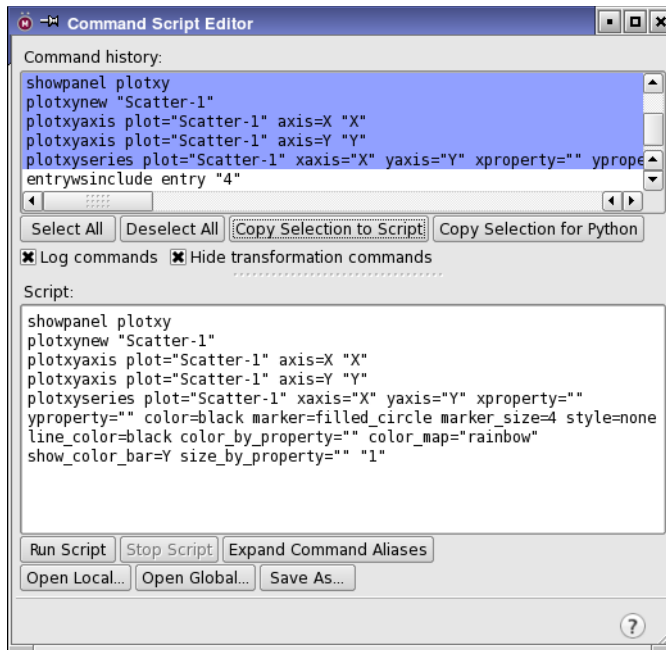 Command Script Editor
Command history:
showpanel plotxy
plotxynew "Scatter-1"
plotxyaxis plot="Scatter-1" axis=X "X"
plotxyaxis plot="Scatter-1" axis=Y "Y"
plotxyseries plot="Scatter-1" xaxis="X" yaxis="Y" xproperty="" yprope
entrywsinclude entry "4"
Select All Deselect All Copy Selection to Script Copy Selection for Python
Log commands Hide transformation commands
Script:
showpanel plotxy
plotxynew "Scatter-1"
plotxyaxis plot="Scatter-1" axis=X "X"
plotxyaxis plot="Scatter-1" axis=Y "Y"
plotxyseries plot="Scatter-1" xaxis="X" yaxis="Y" xproperty=""
yproperty="" color=black marker=filled_circle marker_size=4 style=none
line_color=black color_by_property="" color_map="rainbow"
show_color_bar=Y size_by_property="" "1"
Run Script Stop Script Expand Command Aliases
Open Local... Open Global... Save As...
?